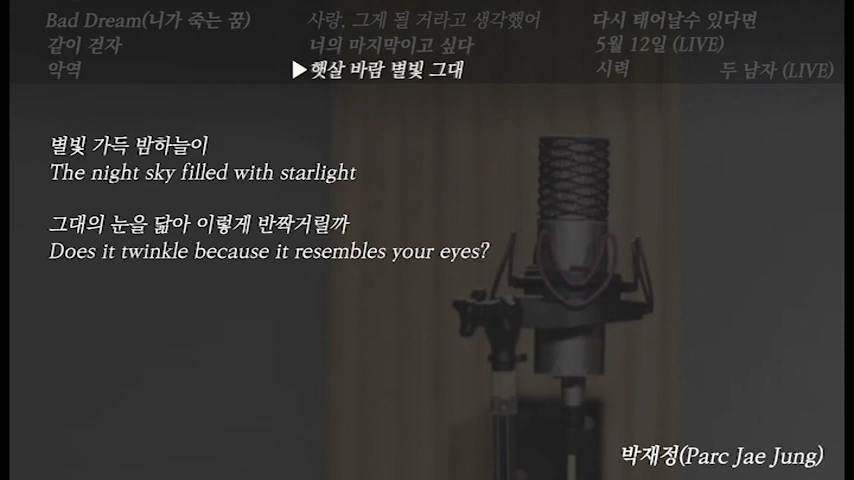 Bad Dream(니가 죽는 꿈)
같이 걷자
악역
사랑, 그게 될 거라고 생각했어
너의 마지막이고 싶다
▶햇살 바람 별빛 그대
다시 태어날수 있다면
5월 12일 (LIVE)
시력 두 남자 (LIVE)
별빛 가득 밤하늘이
The night sky filled with starlight
그대의 눈을 닮아 이렇게 반짝거릴까
Does it twinkle because it resembles your eyes?
박재정(Parc Jae Jung)